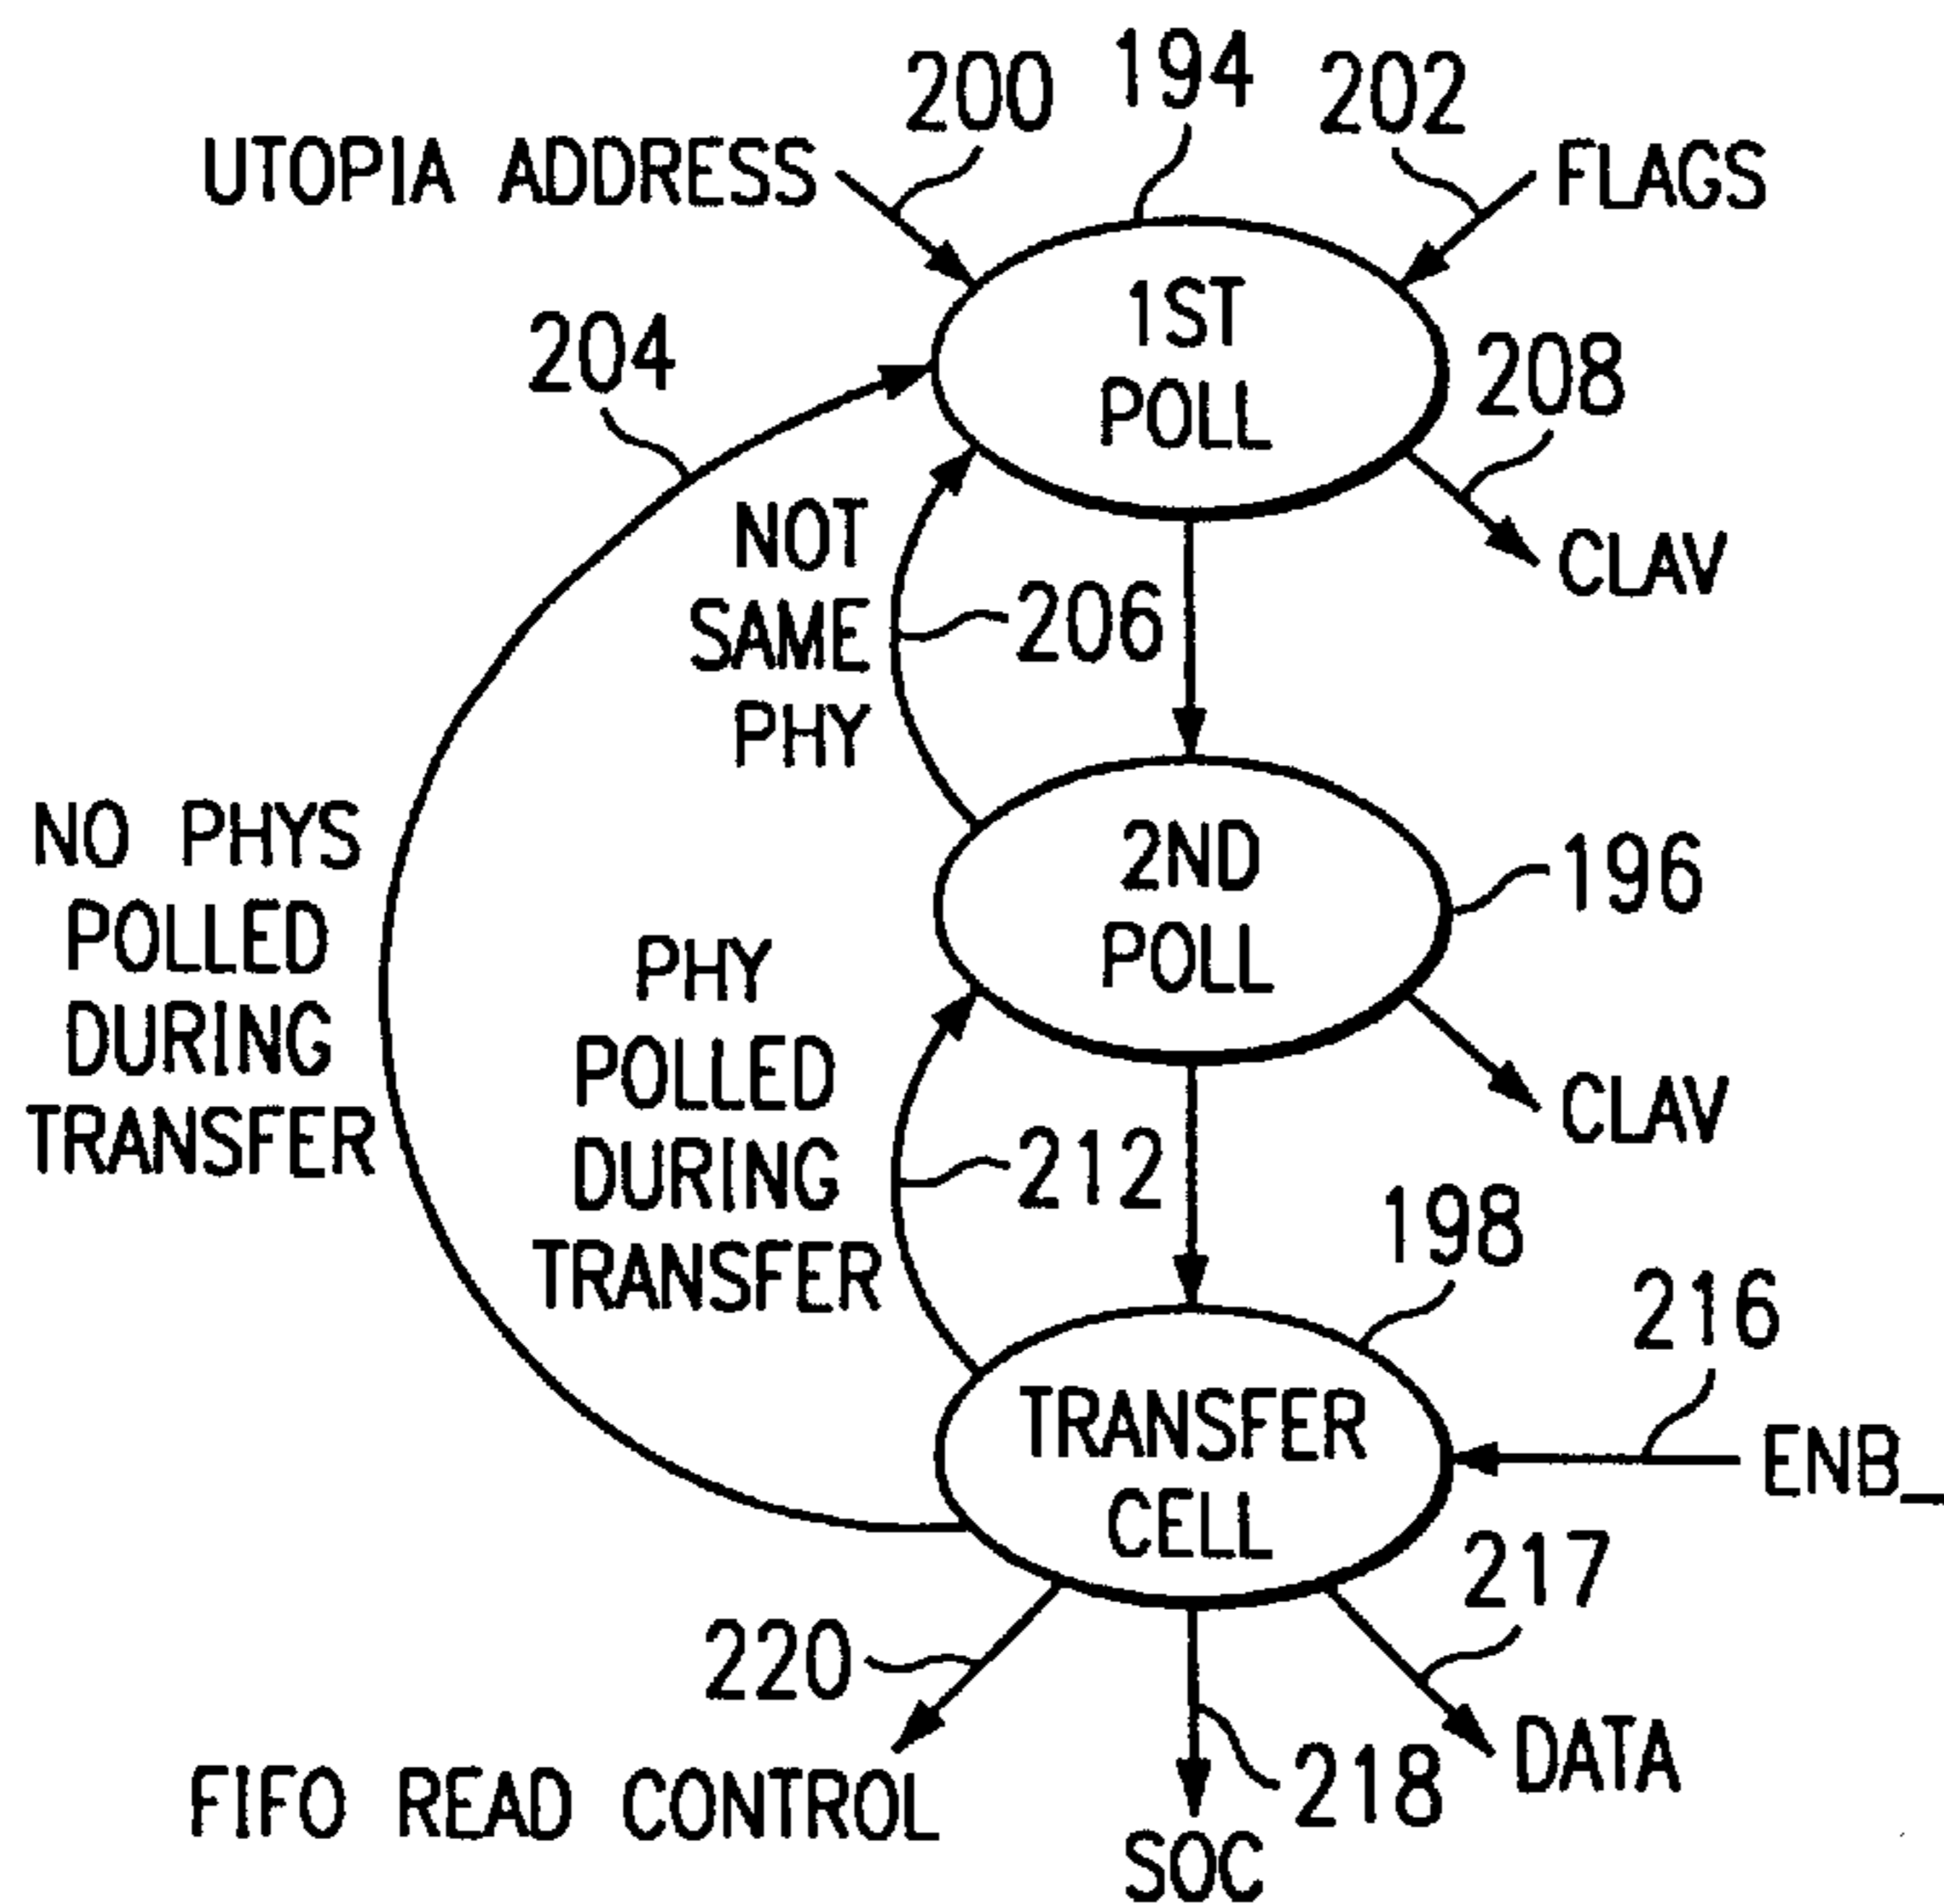 200
194
202
UTOPIA ADDRESS
FLAGS
1ST
POLL
204
208
CLAV
NOT
SAME
PHY
206
NO PHYS
POLLED
DURING
TRANSFER
2ND
POLL
196
CLAV
PHY
POLLED
DURING
TRANSFER
212
198
216
TRANSFER
CELL
ENB_
217
220
218
DATA
FIFO READ CONTROL
SOC